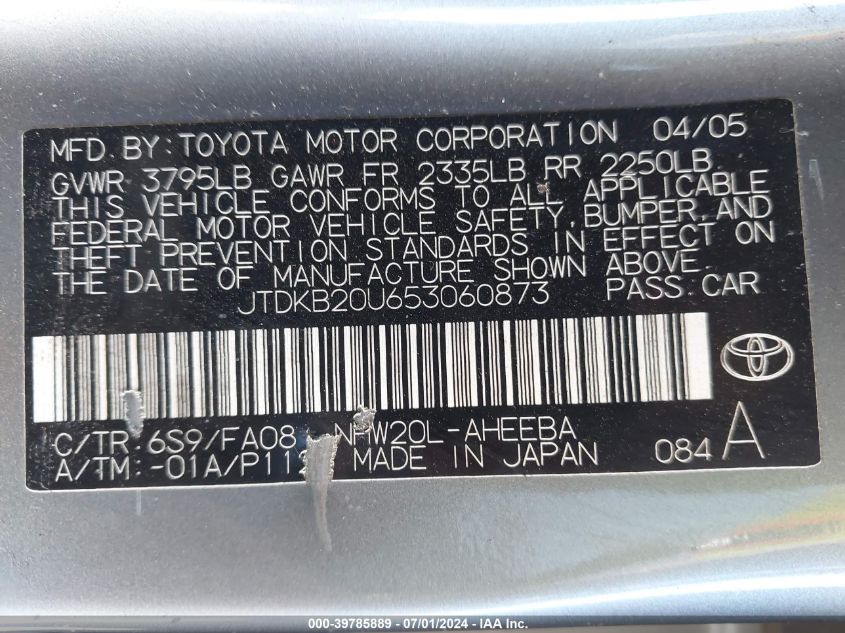 MFD. BY: TOYOTA MOTOR CORPORATION 04/05
GVWR 3795LB GAWR FR 2335LB RR 2250LB
THIS VEHICLE CONFORMS TO ALL APPLICABLE
FEDERAL MOTOR VEHICLE SAFETY, BUMPER, AND
THEFT PREVENTION STANDARDS IN EFFECT ON
THE DATE OF MANUFACTURE SHOWN ABOVE.
JTDKB20U653060873 PASS.CAR
C/TR: 6S9/FA08 NHW20L-AHEEBA
A/TM: -01A/P112 MADE IN JAPAN 084 A
000-39785889 - 07/01/2024 - IAA Inc.